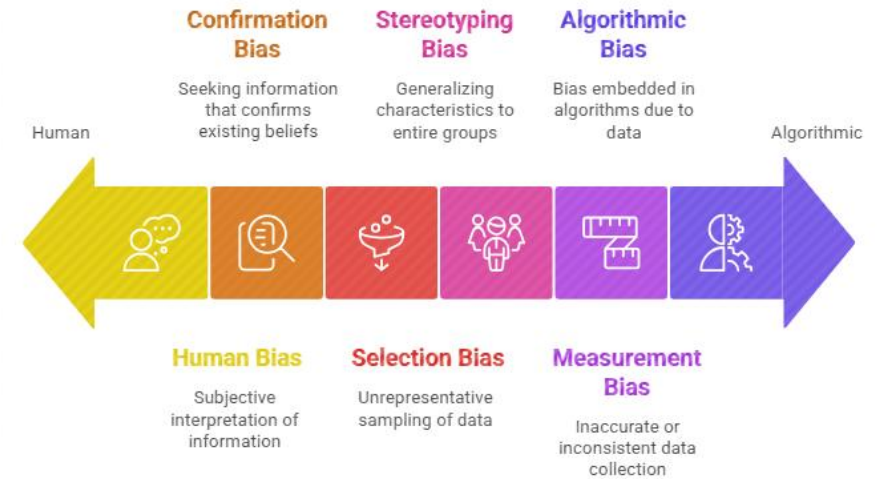 Confirmation
Bias
Seeking information
that confirms
existing beliefs
Stereotyping
Bias
Generalizing
characteristics to
entire groups
Algorithmic
Bias
Bias embedded in
algorithms due to
data
Human
Algorithmic
Human Bias
Subjective
interpretation of
information
Selection Bias
Unrepresentative
sampling of data
Measurement
Bias
Inaccurate or
inconsistent data
collection